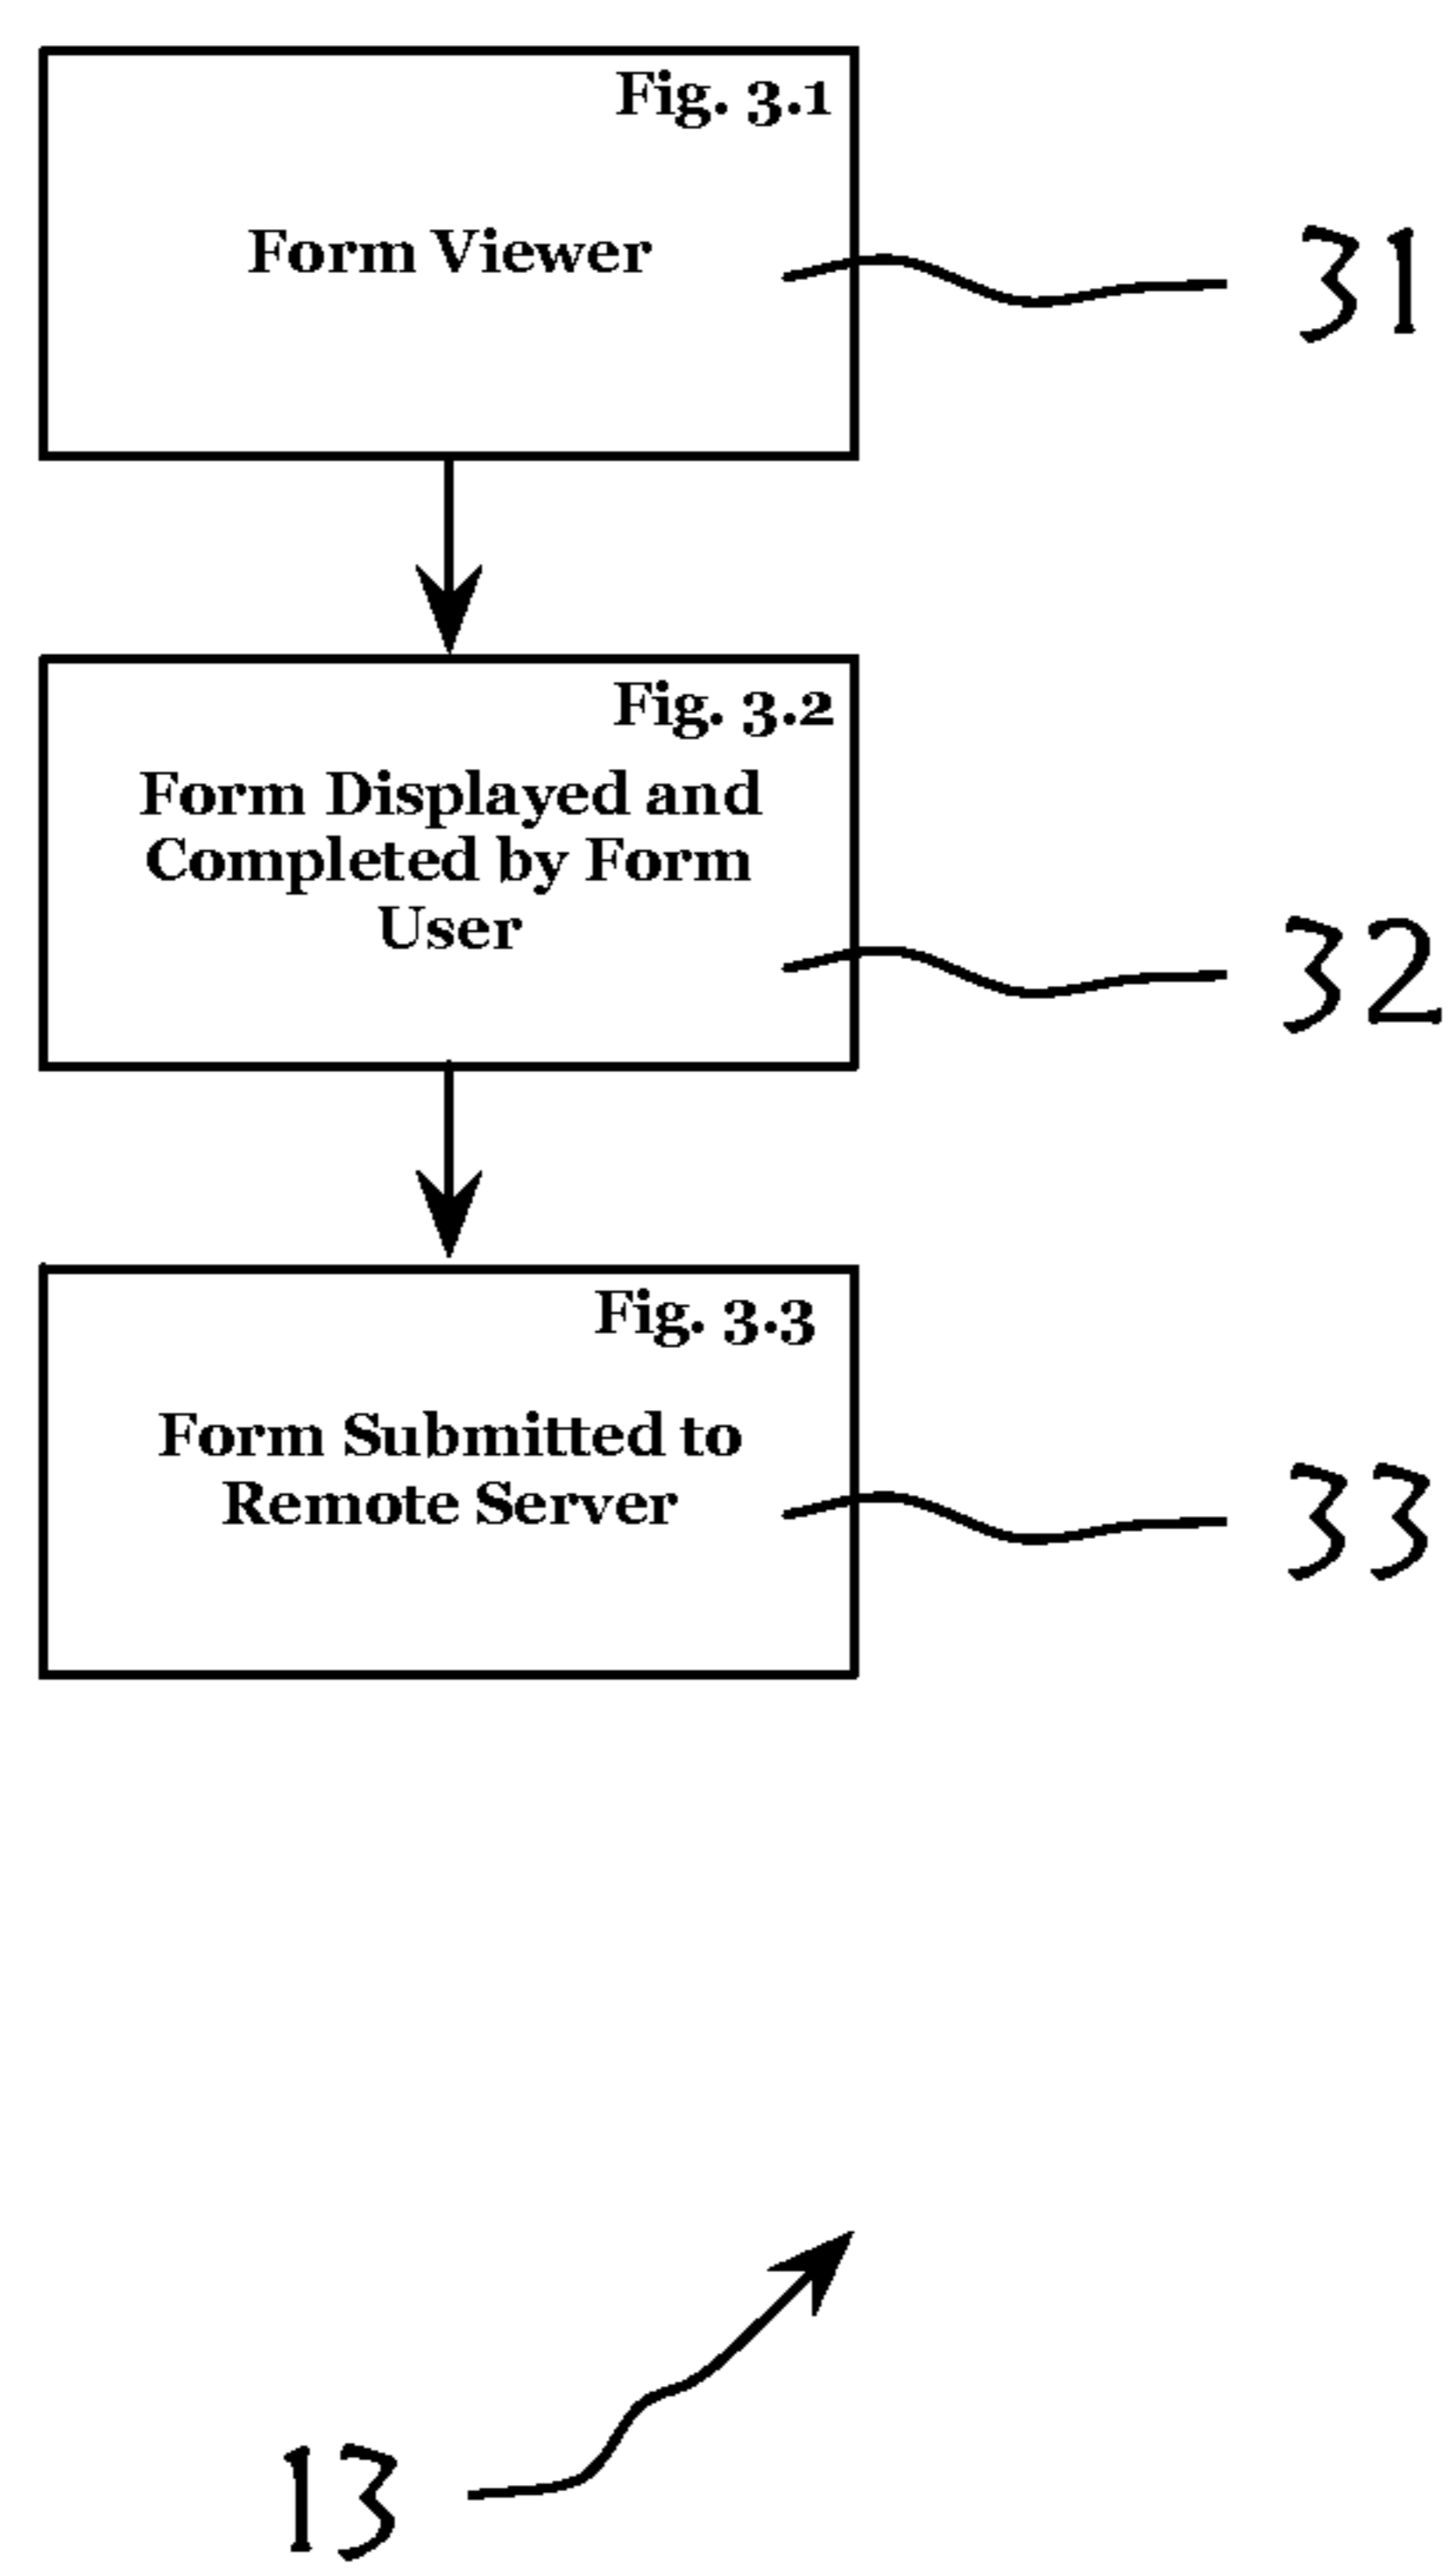 Fig. 3.1
Form Viewer
31
Fig. 3.2
Form Displayed and
Completed by Form
User
32
Fig. 3.3
Form Submitted to
Remote Server
33
13